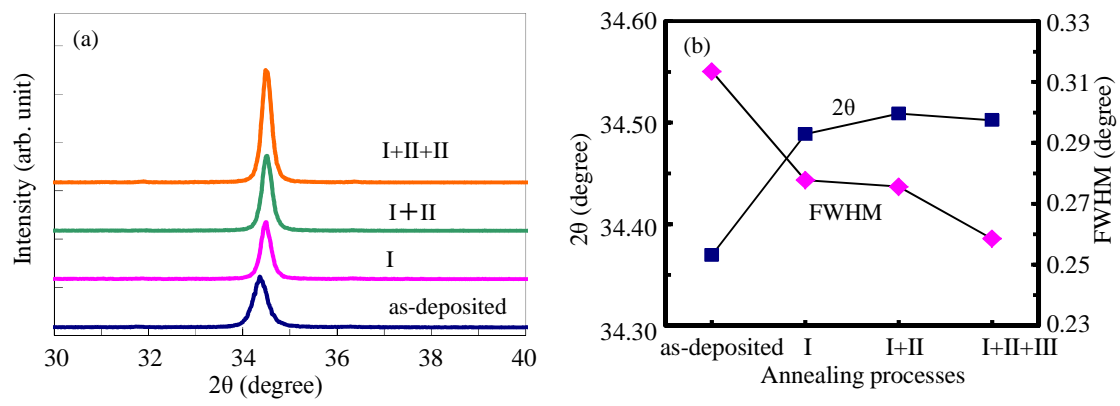 (a)
Intensity (arb. unit)
I+II+II
I+II
I
as-deposited
30
32
34
36
38
40
2θ (degree)
(b)
34.60
34.50
34.40
34.30
2θ (degree)
2θ
FWHM
0.33
0.31
0.29
0.27
0.25
0.23
FWHM (degree)
as-deposited
I
I+II
I+II+III
Annealing processes